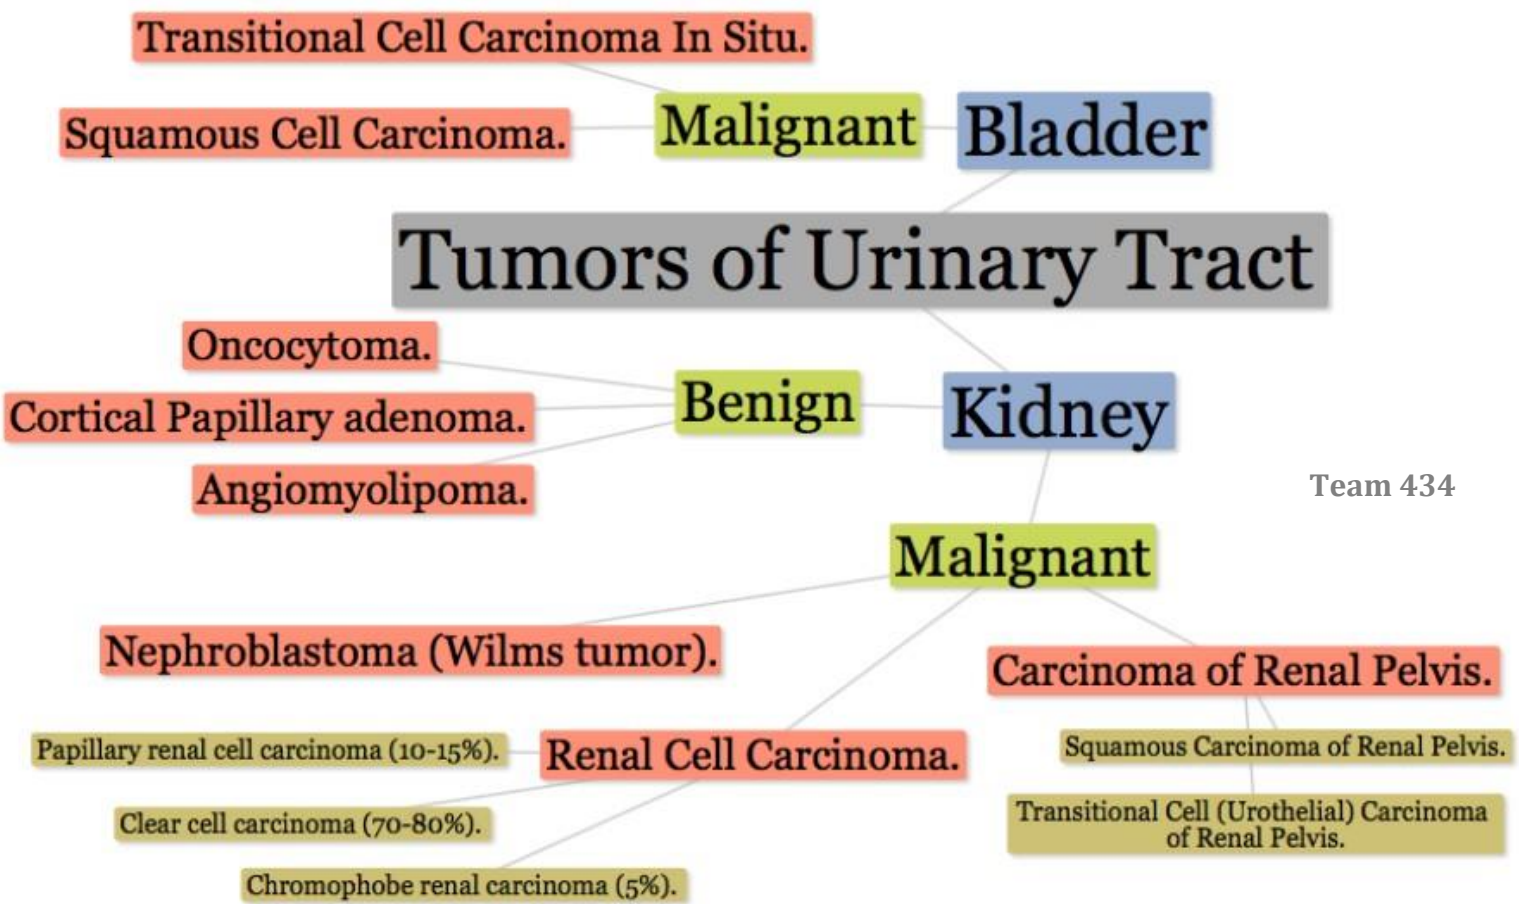 Transitional Cell Carcinoma In Situ.
Squamous Cell Carcinoma.
Malignant
Bladder
Tumors of Urinary Tract
Oncocytoma.
Cortical Papillary adenoma.
Angiomyolipoma.
Benign
Kidney
Team 434
Malignant
Nephroblastoma (Wilms tumor).
Carcinoma of Renal Pelvis.
Papillary renal cell carcinoma (10-15%).
Renal Cell Carcinoma.
Squamous Carcinoma of Renal Pelvis.
Clear cell carcinoma (70-80%).
Transitional Cell (Urothelial) Carcinoma
of Renal Pelvis.
Chromophobe renal carcinoma (5%).